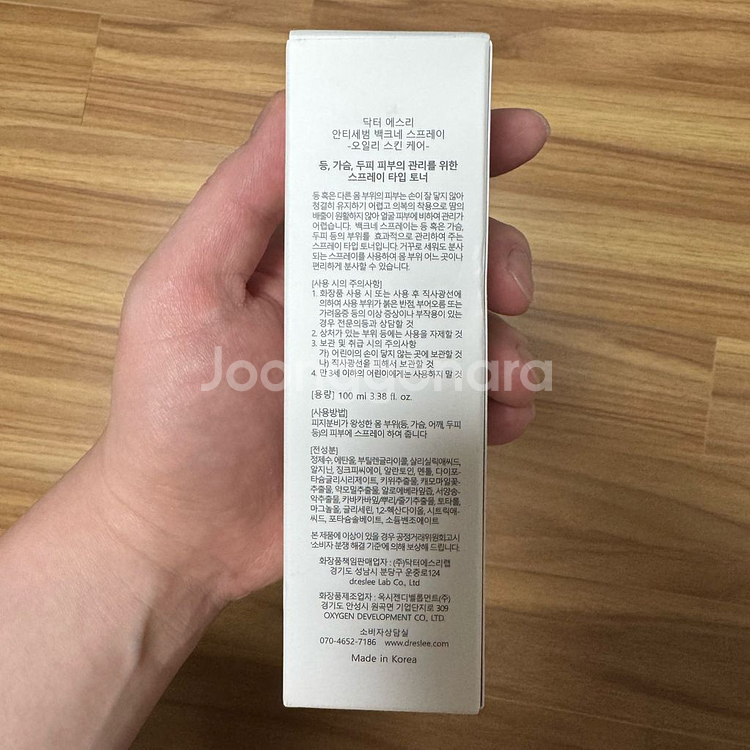 닥터 에스리
안티세범 백크네 스프레이
-오일리 스킨 케어-
등, 가슴, 두피 피부의 관리를 위한
스프레이 타입 토너
등 혹은 다른 몸 부위의 피부는 손이 잘 닿지 않아
청결히 유지하기 어렵고 의복의 착용으로 땀의
배출이 원활하지 않아 얼굴 피부에 비하여 관리가
어렵습니다. 백크네 스프레이는 등 혹은 가슴,
두피 등의 부위를 효과적으로 관리하여 주는
스프레이 타입 토너입니다. 거꾸로 세워도 분사
되는 스프레이를 사용하여 몸 부위 어느 곳이나
편리하게 분사할 수 있습니다.
[사용 시의 주의사항]
1. 화장품 사용 시 또는 사용 후 직사광선에
의하여 사용 부위가 붉은 반점, 부어오름 또는
가려움증 등의 이상 증상이나 부작용이 있는
경우 전문의등과 상담할 것
2. 상처가 있는 부위 등에는 사용을 자제할 것
3. 보관 및 취급 시의 주의사항
가) 어린이의 손이 닿지 않는 곳에 보관할 것
나) 직사광선을 피해서 보관할 것
4. 만 3세 이하의 어린이에게는 사용하지 말 것
Joonggonara
[용량] 100 ml 3.38 fl. oz.
[사용방법]
피지분비가 왕성한 몸 부위(등, 가슴, 어깨, 두피
등)의 피부에 스프레이 하여 줍니다
[전성분]
정제수, 에탄올, 부틸렌글라이콜, 살리실릭애씨드,
알지닌, 징크피씨에이, 알란토인, 멘톨, 다이포-
타슘글리시리제이트, 키위추출물, 캐모마일꽃-
추출물, 약모밀추출물, 알로에베라잎즙, 서양송-
악추출물, 카바카바잎/뿌리/줄기추출물, 토타롤,
마그놀올, 글리세린, 1,2-헥산다이올, 시트릭애-
씨드, 포타슘솔베이트, 소듐벤조에이트
본 제품에 이상이 있을 경우 공정거래위원회고시
'소비자 분쟁 해결 기준'에 의해 보상해 드립니다.
화장품책임판매업자 : (주)닥터에스리랩
경기도 성남시 분당구 운중로124
dreslee Lab Co., Ltd
화장품제조업자 : 옥시젠디벨롭먼트(주)
경기도 안성시 원곡면 기업단지로 309
OXYGEN DEVELOPMENT CO., LTD.
소비자상담실
070-4652-7186 www.dreslee.com
Made in Korea